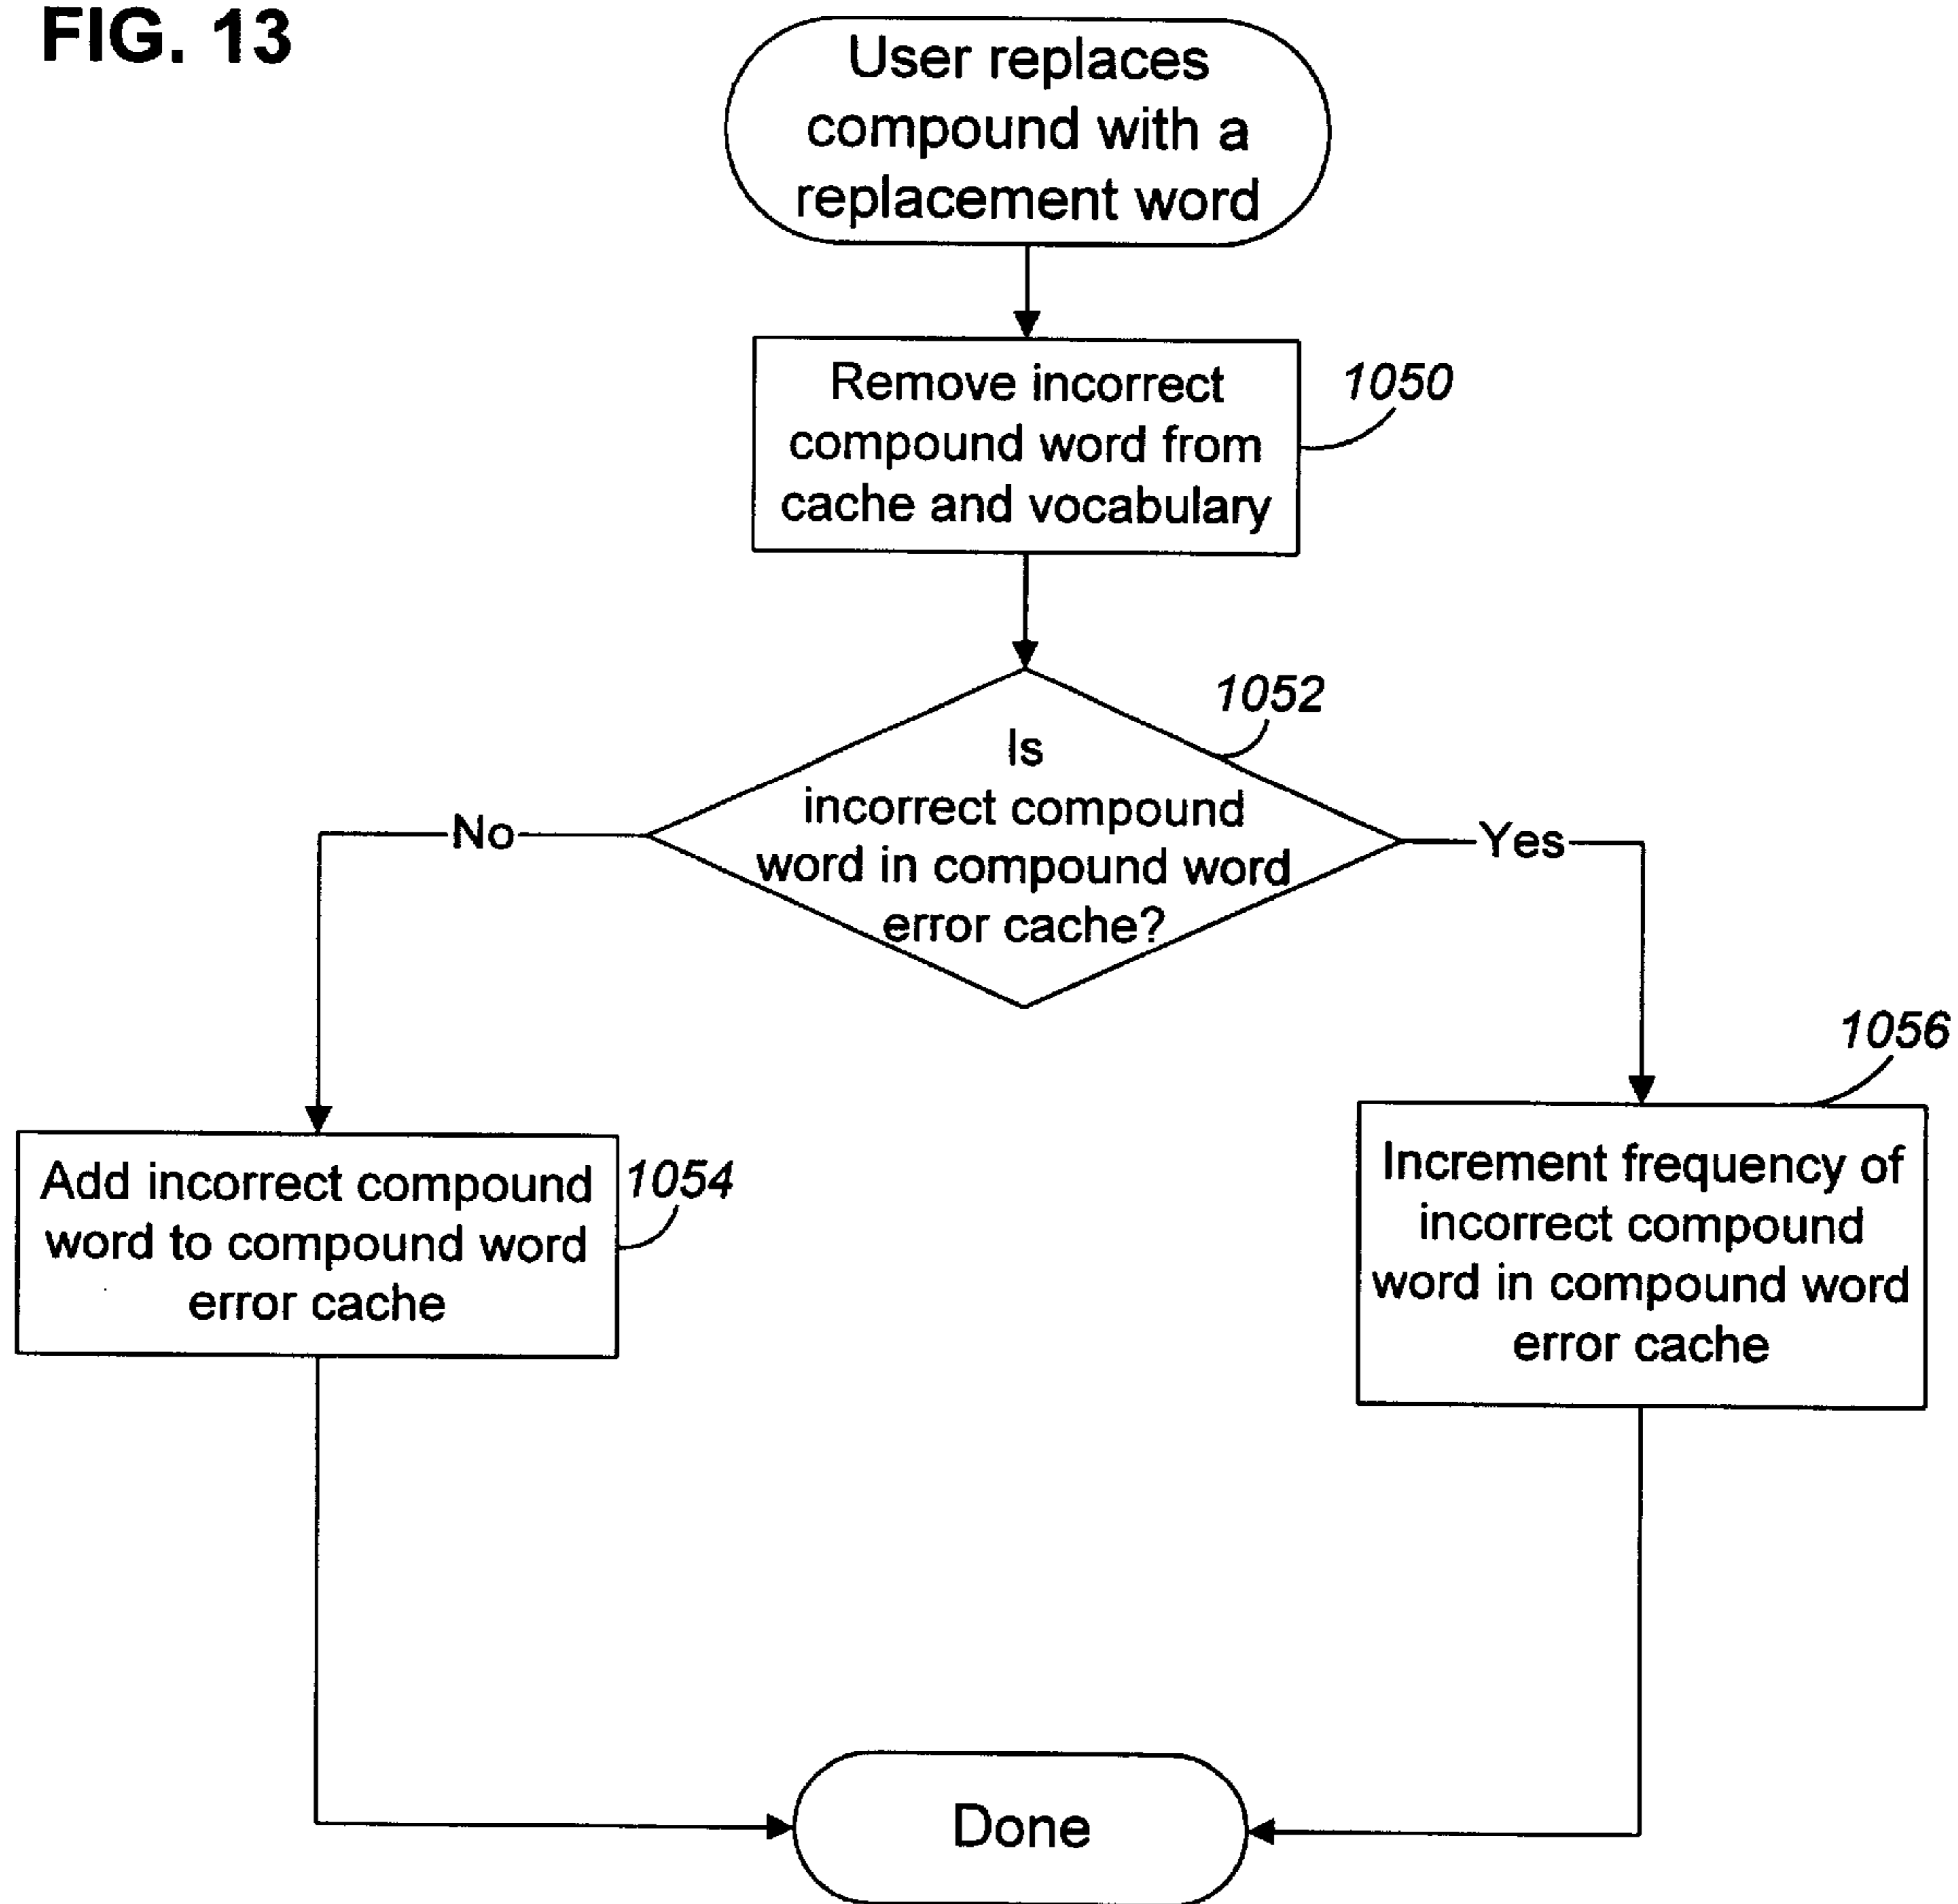 FIG. 13
User replaces
compound with a
replacement word
Remove incorrect
compound word from
cache and vocabulary
1050
1052
Is
incorrect compound
word in compound word
error cache?
No
Yes
1056
Add incorrect compound
word to compound word
error cache
1054
Increment frequency of
incorrect compound
word in compound word
error cache
Done